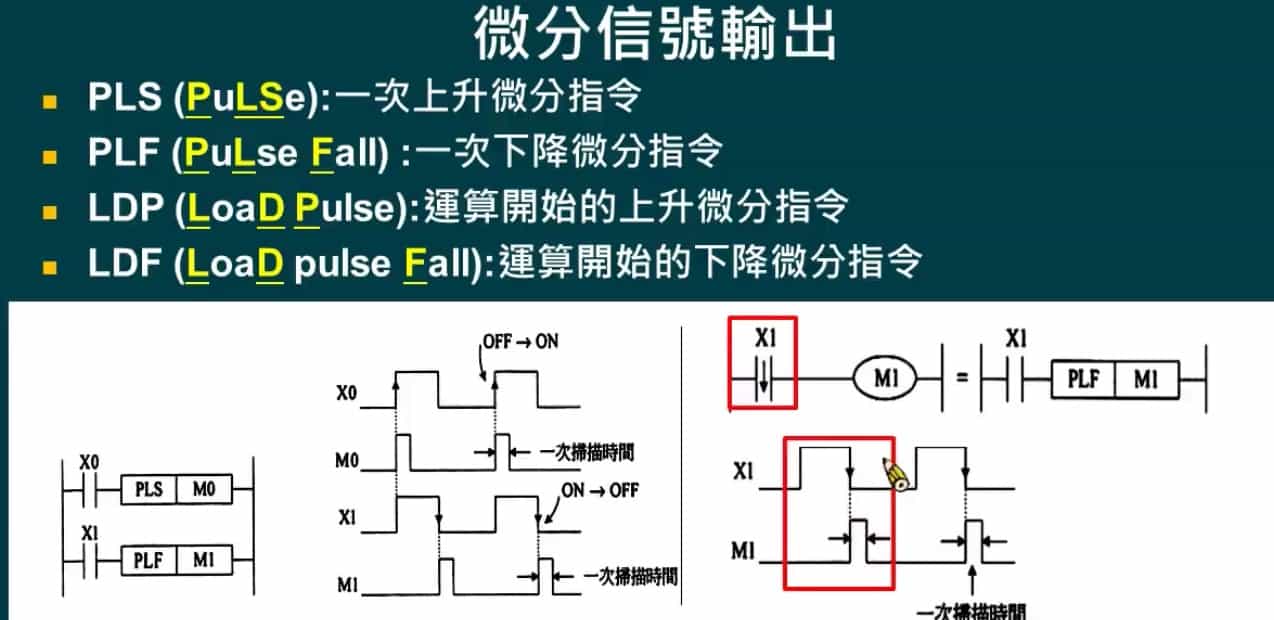 微分信號輸出
PLS (PuLSe):一次上升微分指令
PLF (PuLse Fall) :一次下降微分指令
LDP (LoaD Pulse):運算開始的上升微分指令
LDF (LoaD pulse Fall):運算開始的下降微分指令
X0
PLS M0
X1
PLF M1
OFF→ON
X0
M0
一次掃描時間
ON→OFF
X1
M1
一次掃描時間
X1
M1
=
X1
PLF M1
X1
M1
一次掃描時間